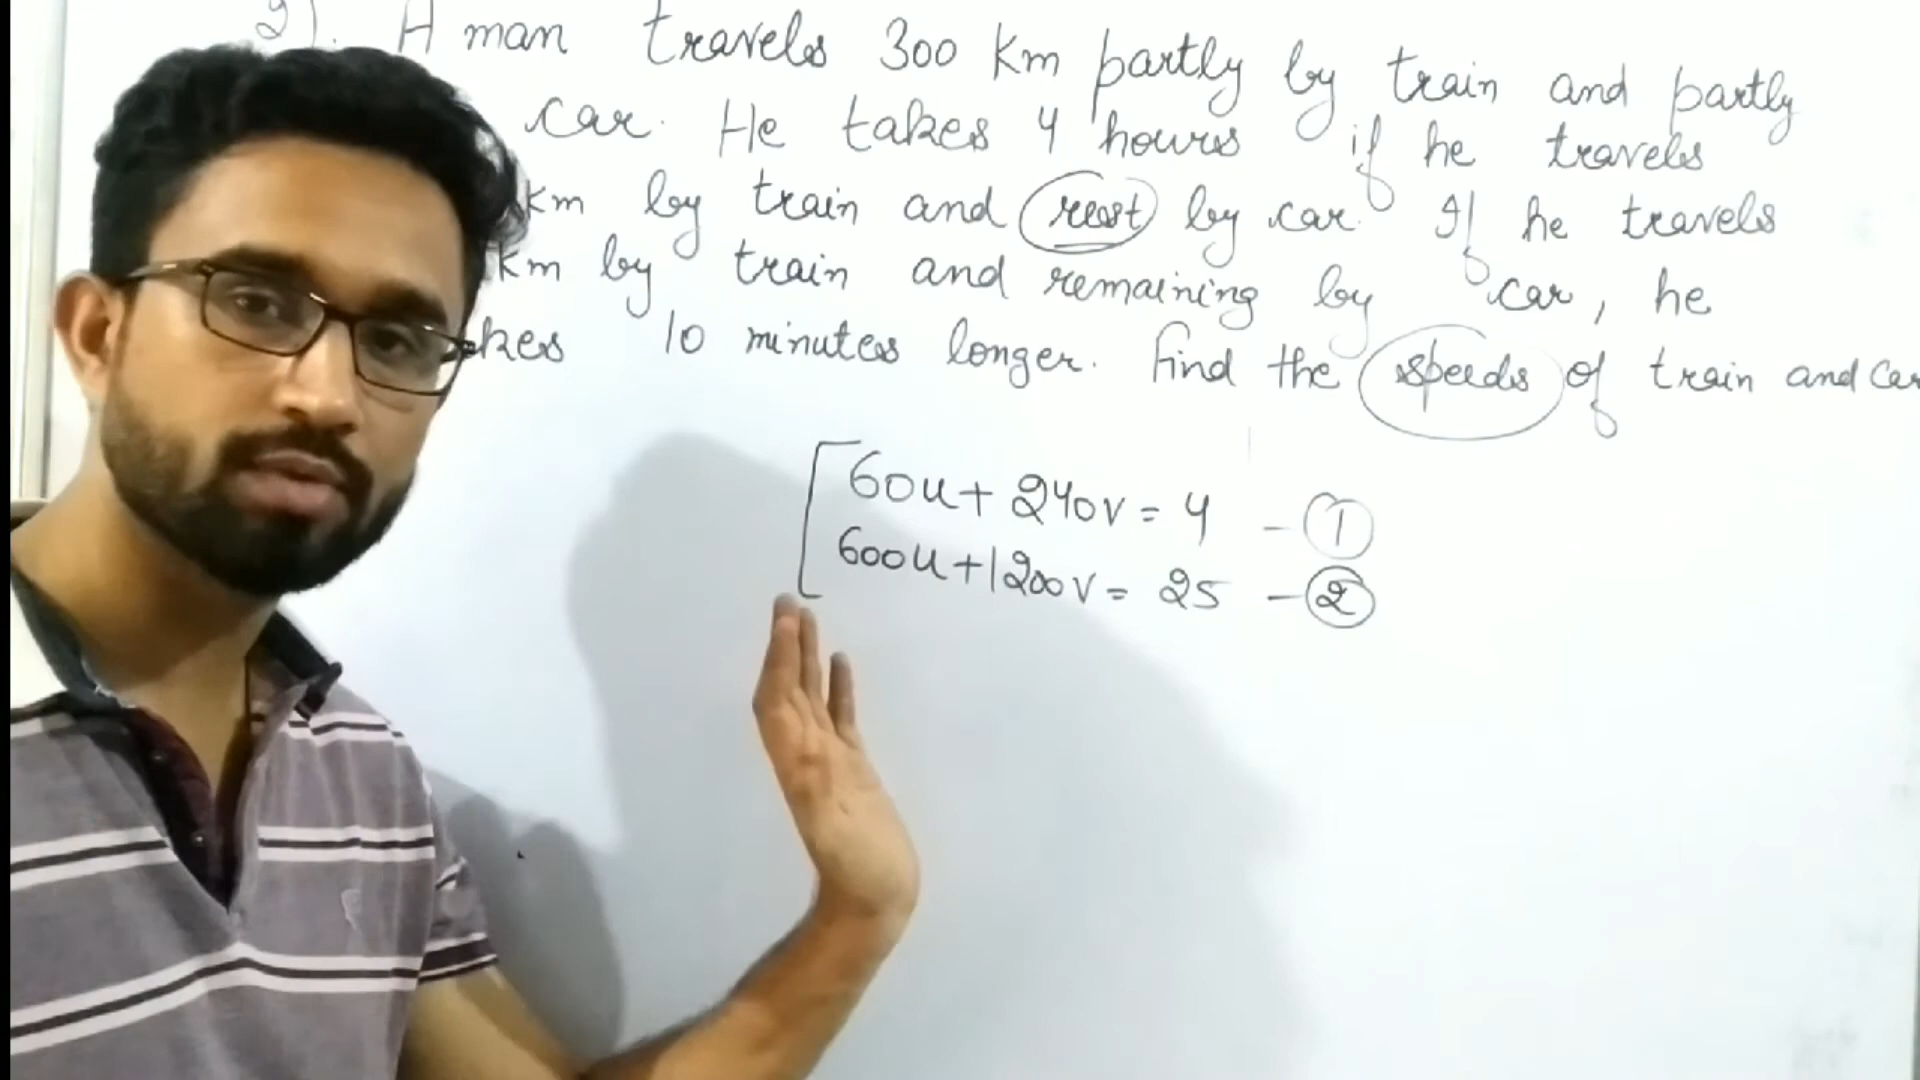 2). A man travels 300 km partly by train and partly
car. He takes 4 hours if he travels
km by train and rest by car. If he travels
km by train and remaining by car, he
kes 10 minutes longer. Find the speeds of train and car
60u + 240v = 4 - 1
600u + 1200v = 25 - 2